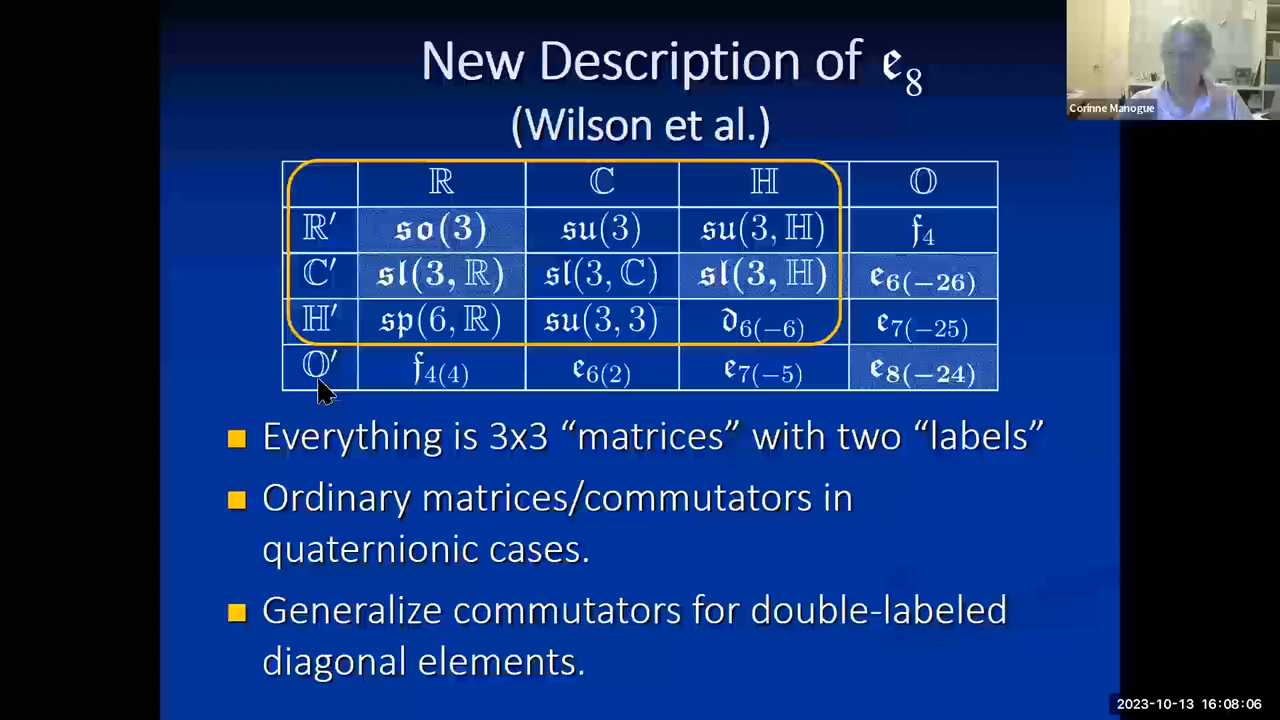 New Description of 𝔢₈
(Wilson et al.)
Corinne Manogue
ℝ ℂ ℍ 𝕆
ℝ′ 𝖘𝖔(3) 𝔰𝔲(3) 𝔰𝔲(3, ℍ) 𝔣₄
ℂ′ 𝖘𝖑(3, ℝ) 𝔰𝔩(3, ℂ) 𝖘𝖑(3, ℍ) 𝖊₆₍₋₂₆₎
ℍ′ 𝔰𝔭(6, ℝ) 𝔰𝔲(3, 3) 𝔡₆₍₋₆₎ 𝔢₇₍₋₂₅₎
𝕆′ 𝔣₄₍₄₎ 𝔢₆₍₂₎ 𝔢₇₍₋₅₎ 𝖊₈₍₋₂₄₎
Everything is 3x3 “matrices” with two “labels”
Ordinary matrices/commutators in
quaternionic cases.
Generalize commutators for double-labeled
diagonal elements.
2023-10-13 16:08:06